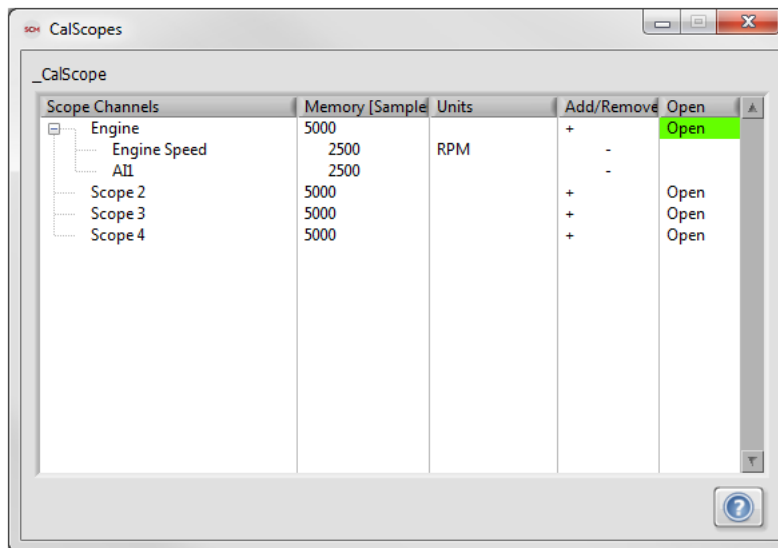 SCM CalScopes
_CalScope
Scope Channels Memory [Sample Units Add/Remove Open
Engine 5000 + Open
Engine Speed 2500 RPM -
AI1 2500 -
Scope 2 5000 + Open
Scope 3 5000 + Open
Scope 4 5000 + Open
?